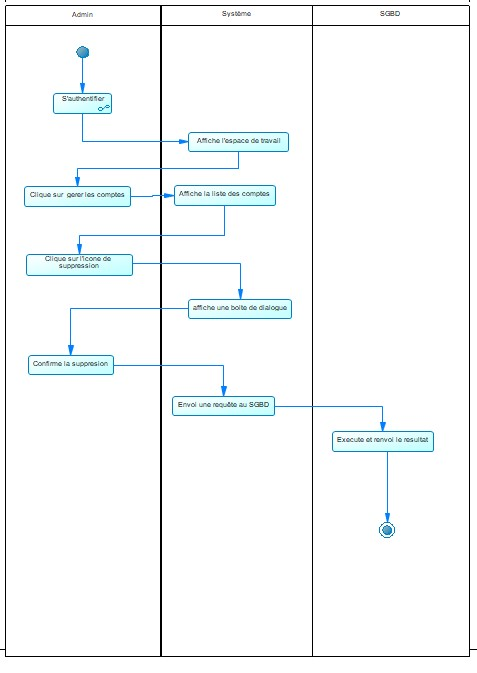 Admin
Système
SGBD
S'authentifier
Affiche l'espace de travail
Clique sur gerer les comptes
Affiche la liste des comptes
Clique sur l'icone de
suppression
affiche une boite de dialogue
Confirme la suppresion
Envoi une requête au SGBD
Execute et renvoi le resultat